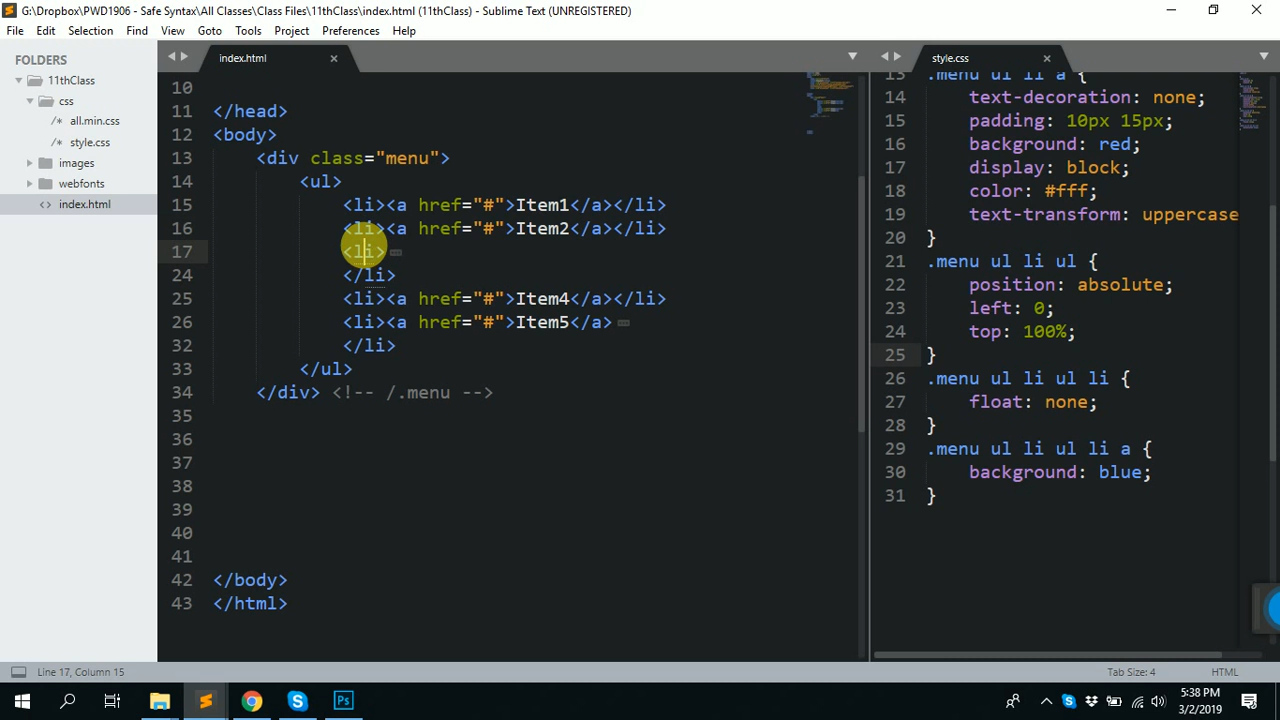 G:\Dropbox\PWD1906 - Safe Syntax\All Classes\Class Files\11thClass\index.html (11thClass) - Sublime Text (UNREGISTERED)
File Edit Selection Find View Goto Tools Project Preferences Help
FOLDERS
11thClass
css
/* all.min.css
/* style.css
images
webfonts
<> index.html
index.html
10
11 </head>
12 <body>
13 <div class="menu">
14 <ul>
15 <li><a href="#">Item1</a></li>
16 <li><a href="#">Item2</a></li>
17 <li>
24 </li>
25 <li><a href="#">Item4</a></li>
26 <li><a href="#">Item5</a>
32 </li>
33 </ul>
34 </div> <!-- /.menu -->
35
36
37
38
39
40
41
42 </body>
43 </html>
style.css
13 .menu ul li a {
14 text-decoration: none;
15 padding: 10px 15px;
16 background: red;
17 display: block;
18 color: #fff;
19 text-transform: uppercase
20 }
21 .menu ul li ul {
22 position: absolute;
23 left: 0;
24 top: 100%;
25 }
26 .menu ul li ul li {
27 float: none;
28 }
29 .menu ul li ul li a {
30 background: blue;
31 }
Line 17, Column 15
Tab Size: 4
HTML
5:38 PM
3/2/2019